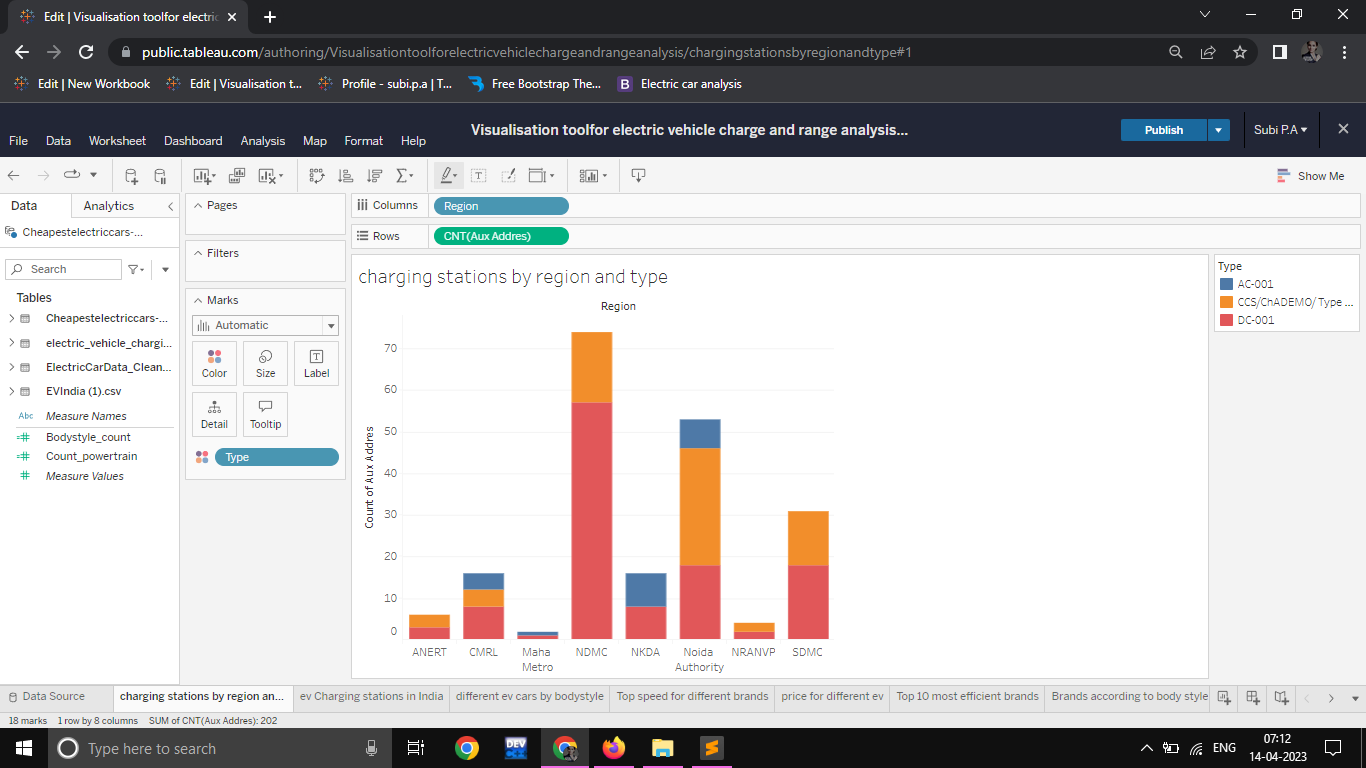 Edit | Visualisation toolfor electric
public.tableau.com/authoring/Visualisationtoolforelectricvehiclechargeandrangeanalysis/chargingstationsbyregionandtype#1
Edit | New Workbook
Edit | Visualisation t...
Profile - subi.p.a | T...
Free Bootstrap The...
B
Electric car analysis
Visualisation toolfor electric vehicle charge and range analysis...
Publish
Subi P.A
File
Data
Worksheet
Dashboard
Analysis
Map
Format
Help
Show Me
Data
Analytics
Cheapestelectriccars-...
Search
Tables
Cheapestelectriccars-...
electric_vehicle_chargi...
ElectricCarData_Clean...
EVIndia (1).csv
Abc Measure Names
Bodystyle_count
Count_powertrain
Measure Values
Pages
Filters
Marks
Automatic
Color
Size
T
Label
Detail
Tooltip
Type
Columns
Region
Rows
CNT(Aux Addres)
charging stations by region and type
Region
Count of Aux Addres
70
60
50
40
30
20
10
0
ANERT
CMRL
Maha
Metro
NDMC
NKDA
Noida
Authority
NRANVP
SDMC
Type
AC-001
CCS/ChADEMO/ Type ...
DC-001
Data Source
charging stations by region an...
ev Charging stations in India
different ev cars by bodystyle
Top speed for different brands
price for different ev
Top 10 most efficient brands
Brands according to body style
18 marks
1 row by 8 columns
SUM of CNT(Aux Addres): 202
Type here to search
DEV
ENG
07:12
14-04-2023